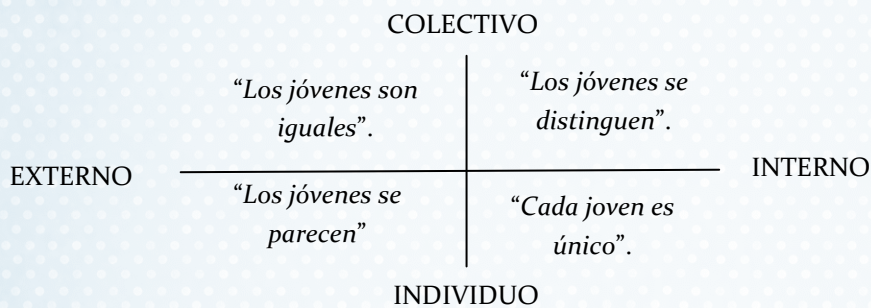 COLECTIVO
“Los jóvenes son
iguales”.
“Los jóvenes se
distinguen”.
EXTERNO
INTERNO
“Los jóvenes se
parecen”
“Cada joven es
único”.
INDIVIDUO